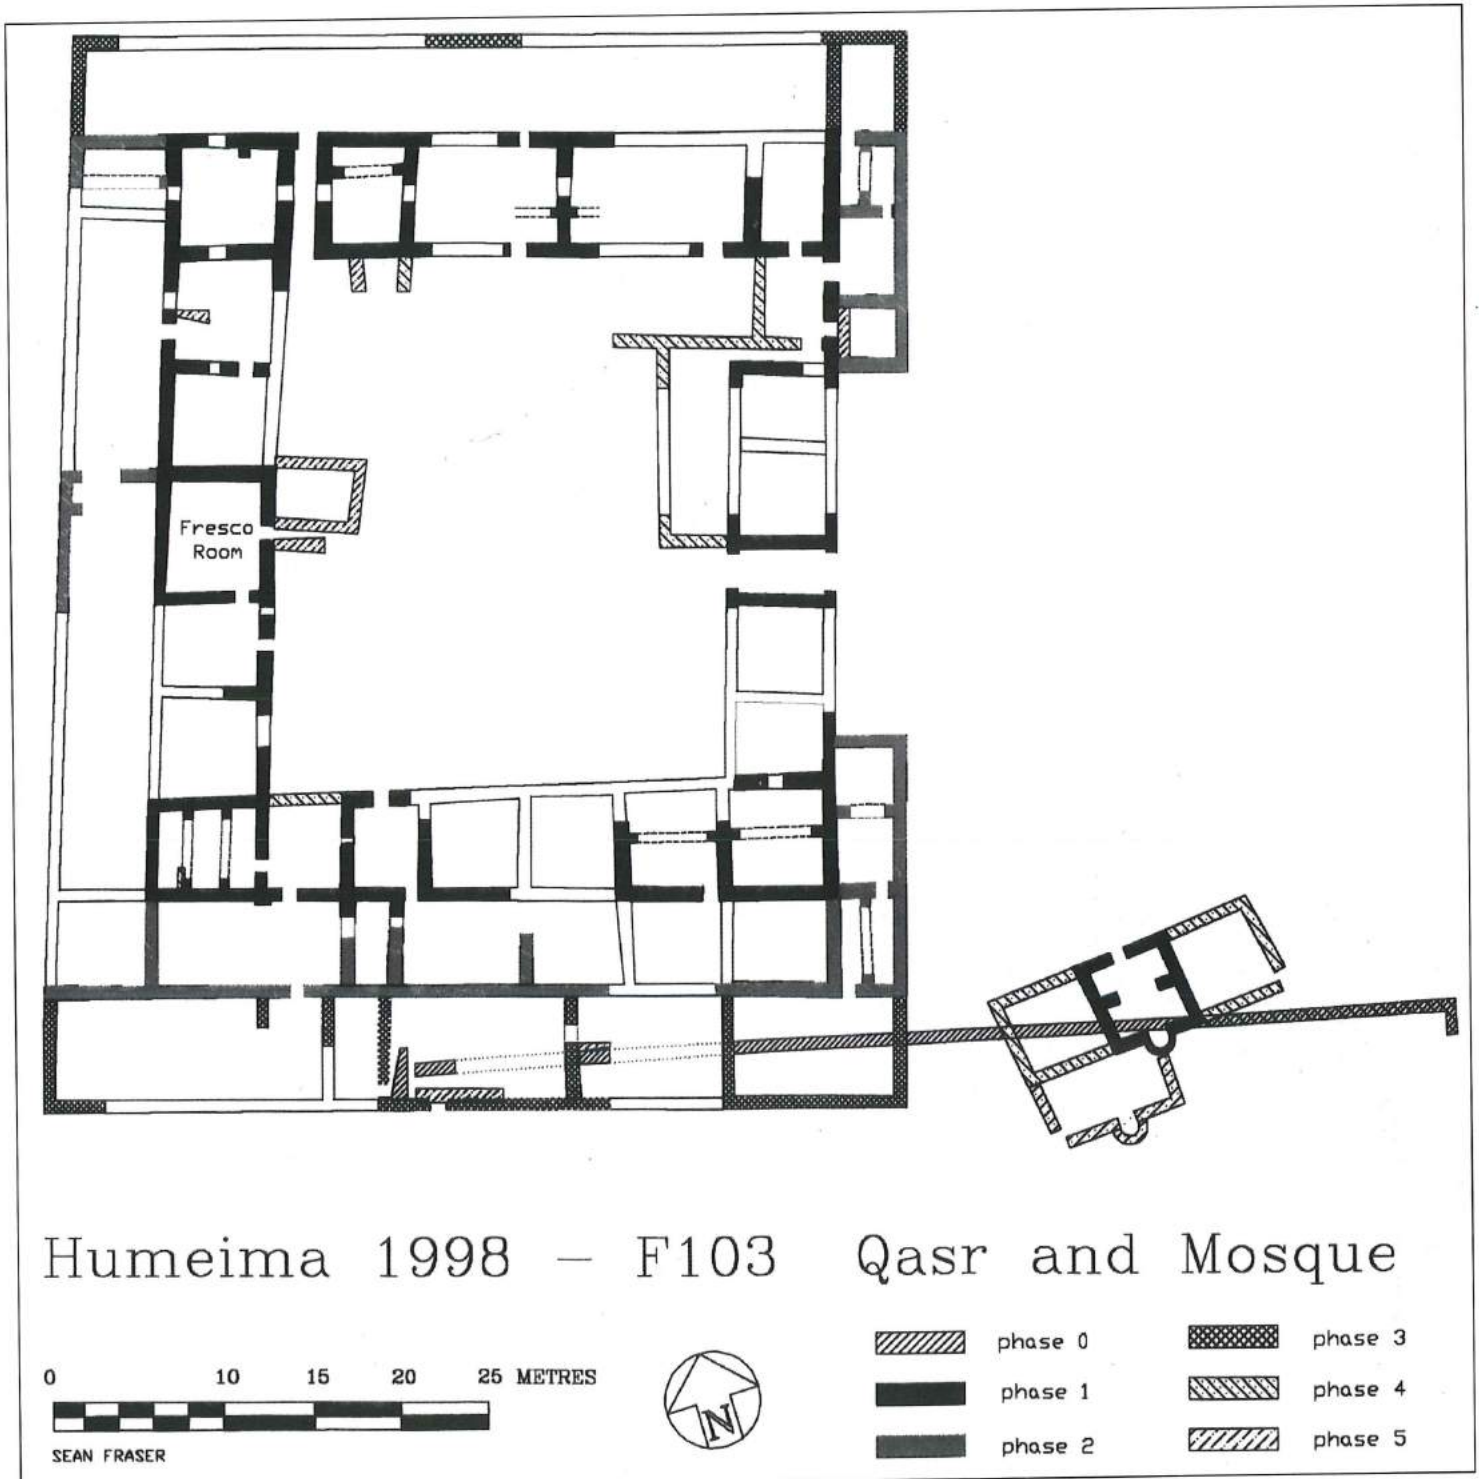 Fresco
Room
Humeima 1998 - F103 Qasr and Mosque
0 10 15 20 25 METRES
SEAN FRASER
N
phase 0
phase 1
phase 2
phase 3
phase 4
phase 5